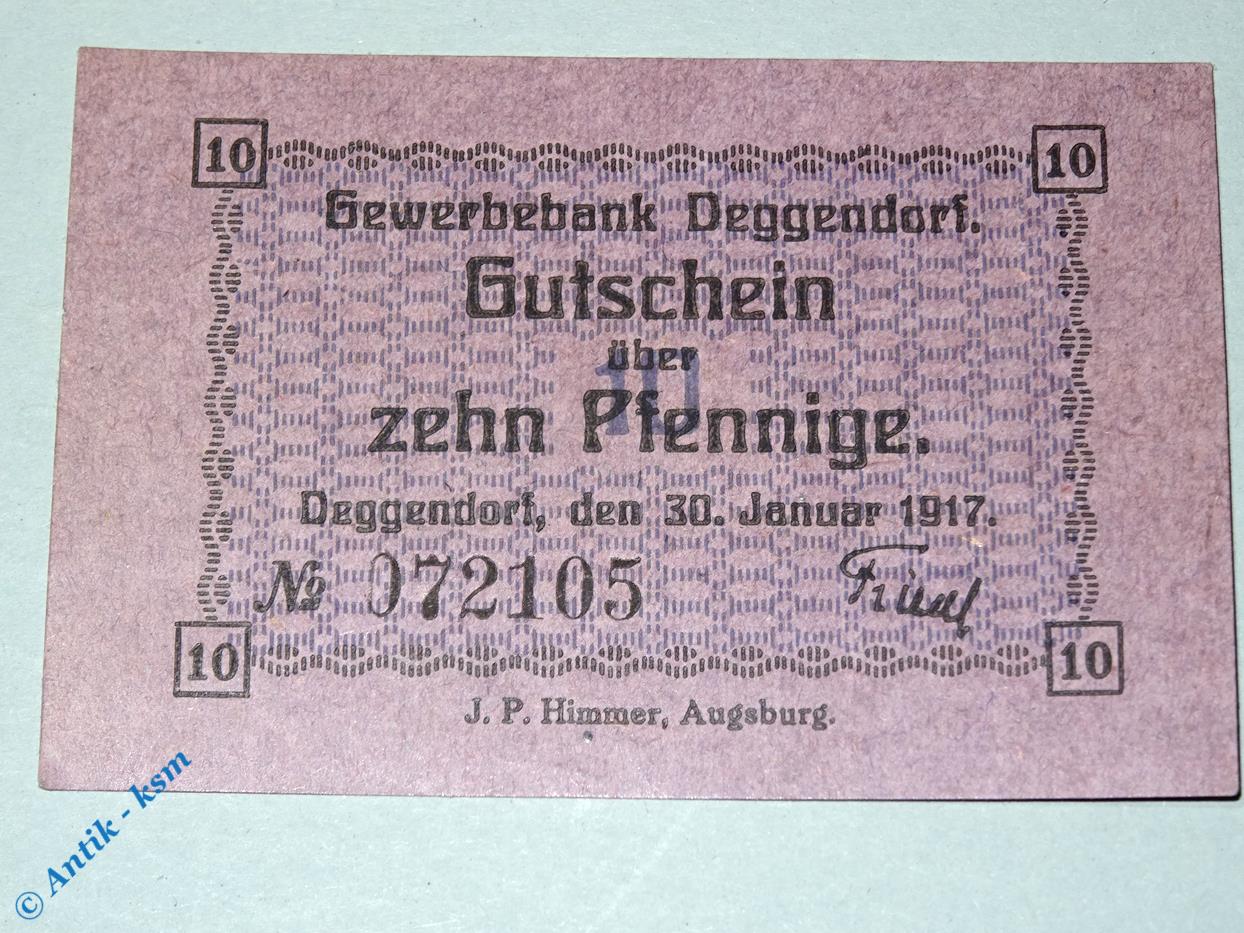 10 10
Gewerbebank Deggendorf.
Gutschein
über
10
zehn Pfennige.
Deggendorf, den 30. Januar 1917.
№ 072105
10 10
J. P. Himmer, Augsburg.
© Antik - ksm